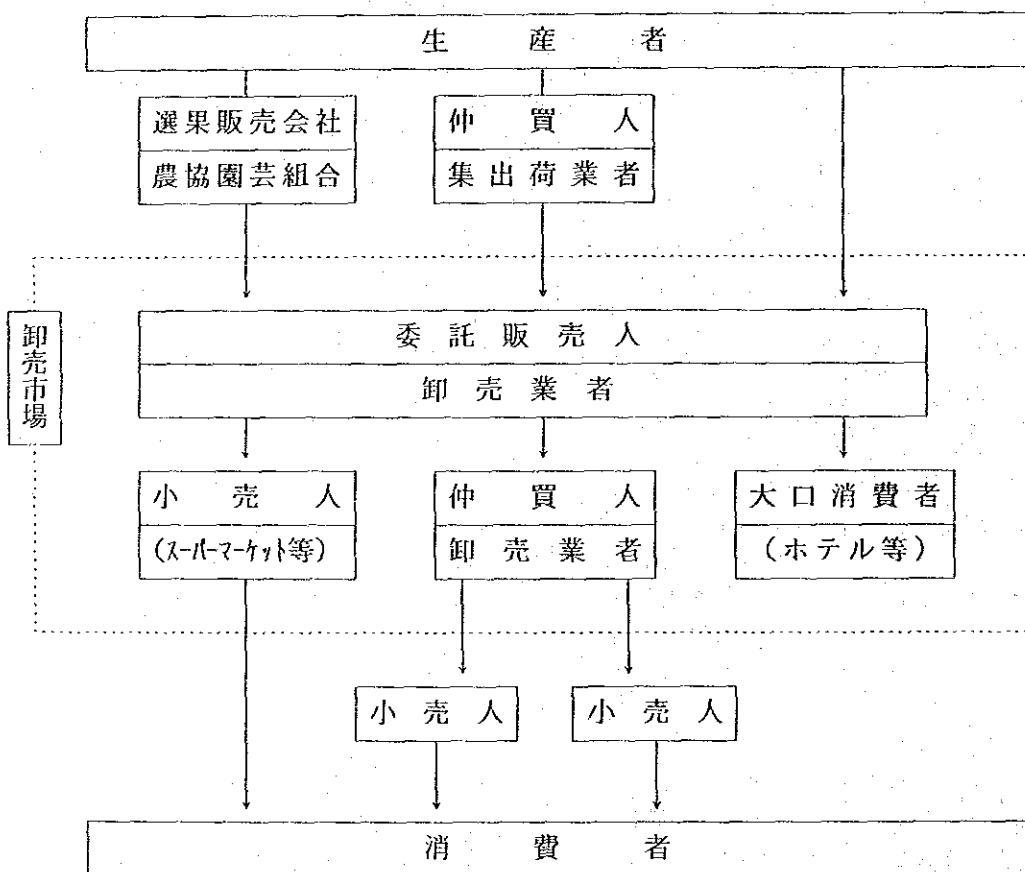 生産者
選果販売会社
農協園芸組合
仲買人
集出荷業者
卸売市場
委託販売人
卸売業者
小売人
(スーパーマーケット等)
仲買人
卸売業者
大口消費者
(ホテル等)
小売人
小売人
消費者